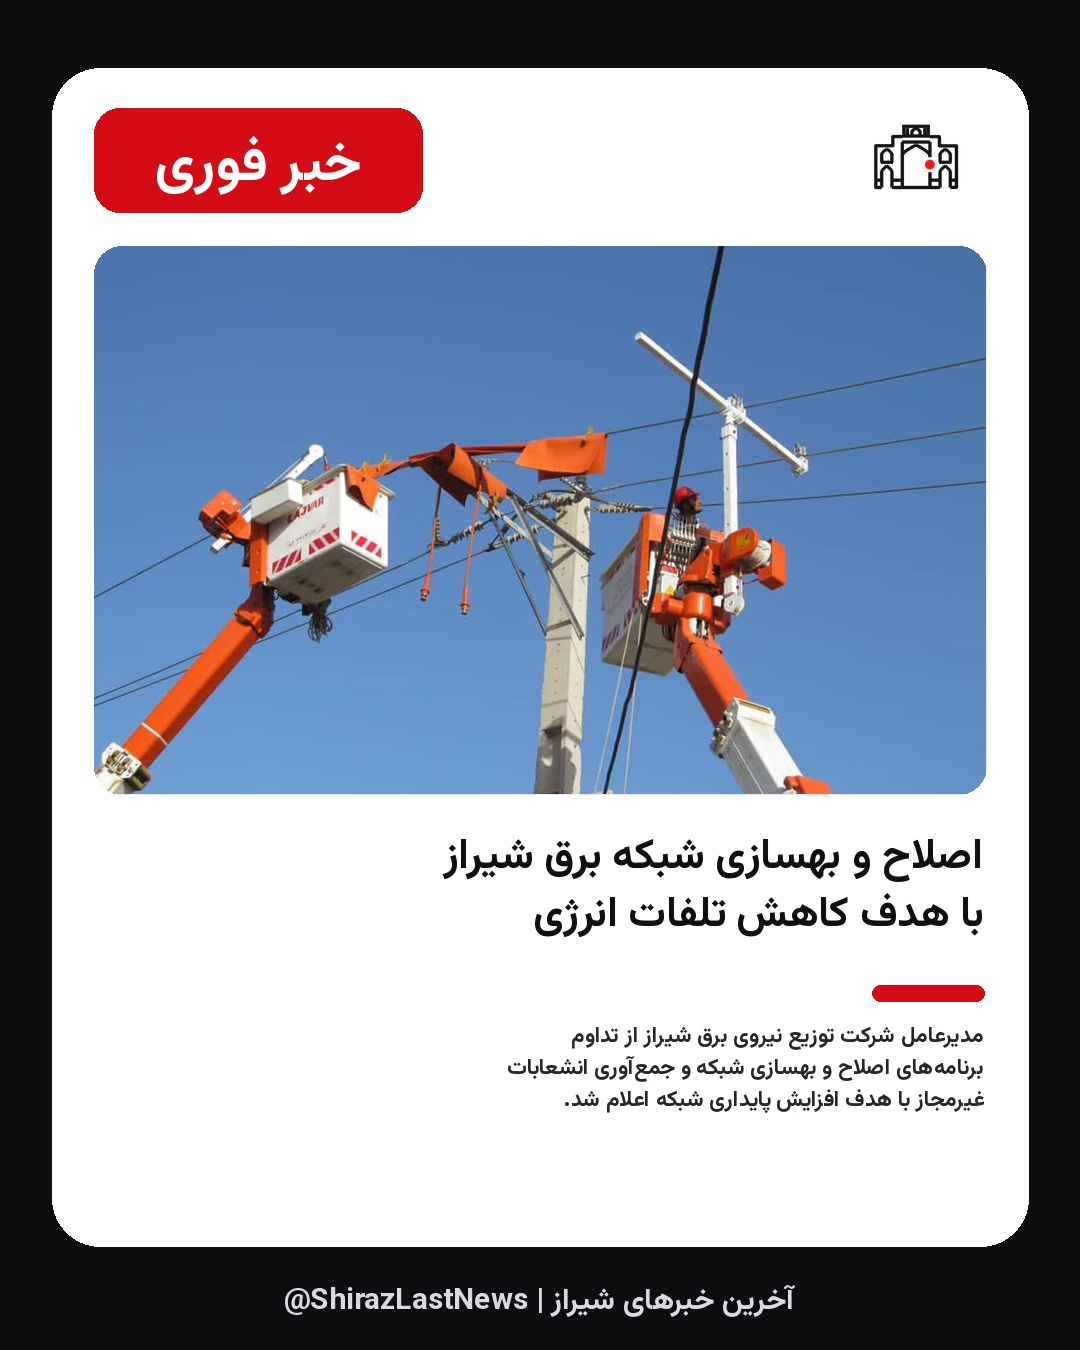 خبر فوری
LAJVAR
اصلاح و بهسازی شبکه برق شیراز
با هدف کاهش تلفات انرژی
مدیرعامل شرکت توزیع نیروی برق شیراز از تداوم
برنامه‌های اصلاح و بهسازی شبکه و جمع‌آوری انشعابات
غیرمجاز با هدف افزایش پایداری شبکه اعلام شد.
آخرین خبرهای شیراز | @ShirazLastNews